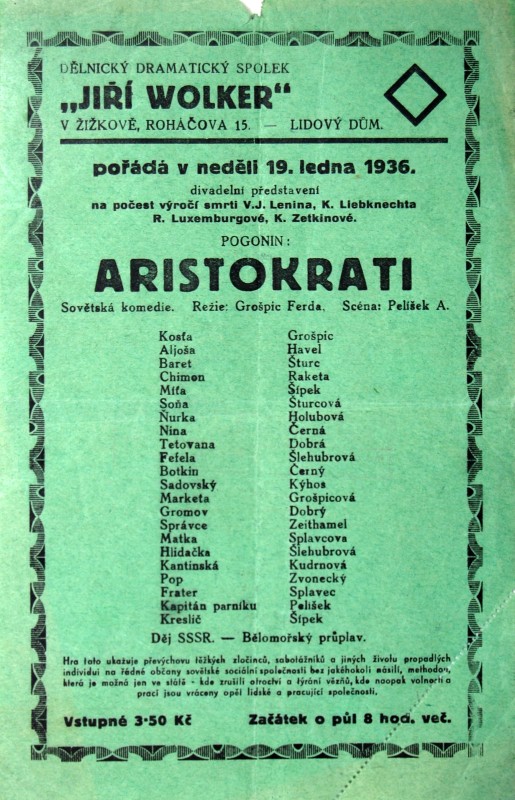 DĚLNICKÝ DRAMATICKÝ SPOLEK
„JIŘÍ WOLKER“
V ŽIŽKOVĚ, ROHÁČOVA 15. — LIDOVÝ DŮM.
pořádá v neděli 19. ledna 1936.
divadelní představení
na počest výročí smrti V.J. Lenina, K. Liebknechta
R. Luxemburgové, K. Zetkinové.
POGONIN:
ARISTOKRATI
Sovětská komedie. Režie: Grošpic Ferda. Scéna: Pelíšek A.
Kosťa Grošpic
Aljoša Havel
Baret Šturc
Chimon Raketa
Míťa Šípek
Soňa Šturcová
Ňurka Holubová
Nina Černá
Tetovana Dobrá
Fefela Šlehubrová
Botkin Černý
Sadovský Kýhos
Marketa Grošpicová
Gromov Dobrý
Správce Zeithamel
Matka Splavcova
Hlídačka Šlehubrová
Kantinská Kudrnová
Pop Zvonecký
Frater Splavec
Kapitán parníku Pelíšek
Kreslič Šípek
Děj SSSR. — Bělomořský průplav.
Hra tato ukazuje převýchovu těžkých zločinců, sabotážníků a jiných životu propadlých
individuí na řádné občany sovětské sociální společnosti bez jakéhokoli násilí, methodou,
která je možná jen ve státě - kde zrušili otroctví a týrání vězňů, kde naopak volností a
prací jsou vráceny opět lidské a pracující společnosti.
Vstupné 3·50 Kč Začátek o půl 8 hod. več.